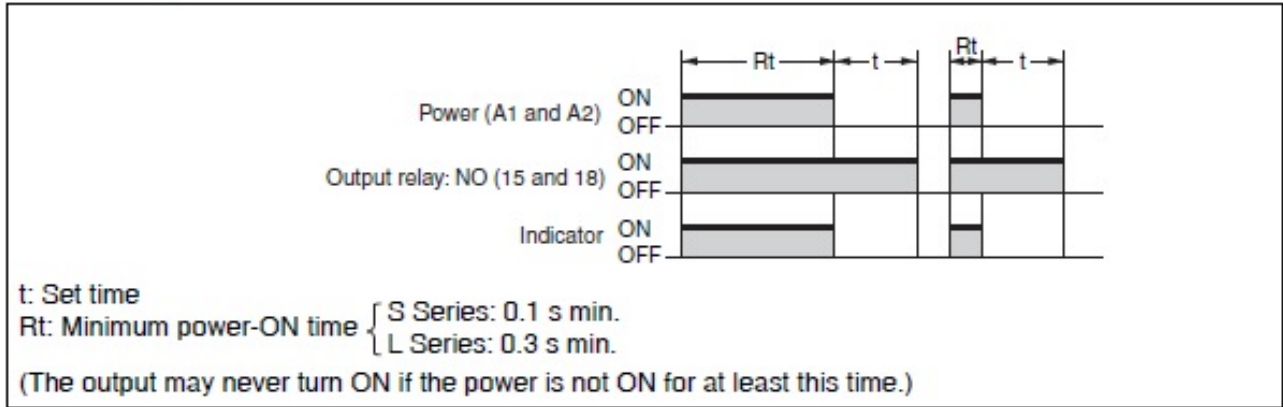 Rt t Rt t
Power (A1 and A2) ON
OFF
Output relay: NO (15 and 18) ON
OFF
Indicator ON
OFF
t: Set time
Rt: Minimum power-ON time { S Series: 0.1 s min.
L Series: 0.3 s min.
(The output may never turn ON if the power is not ON for at least this time.)